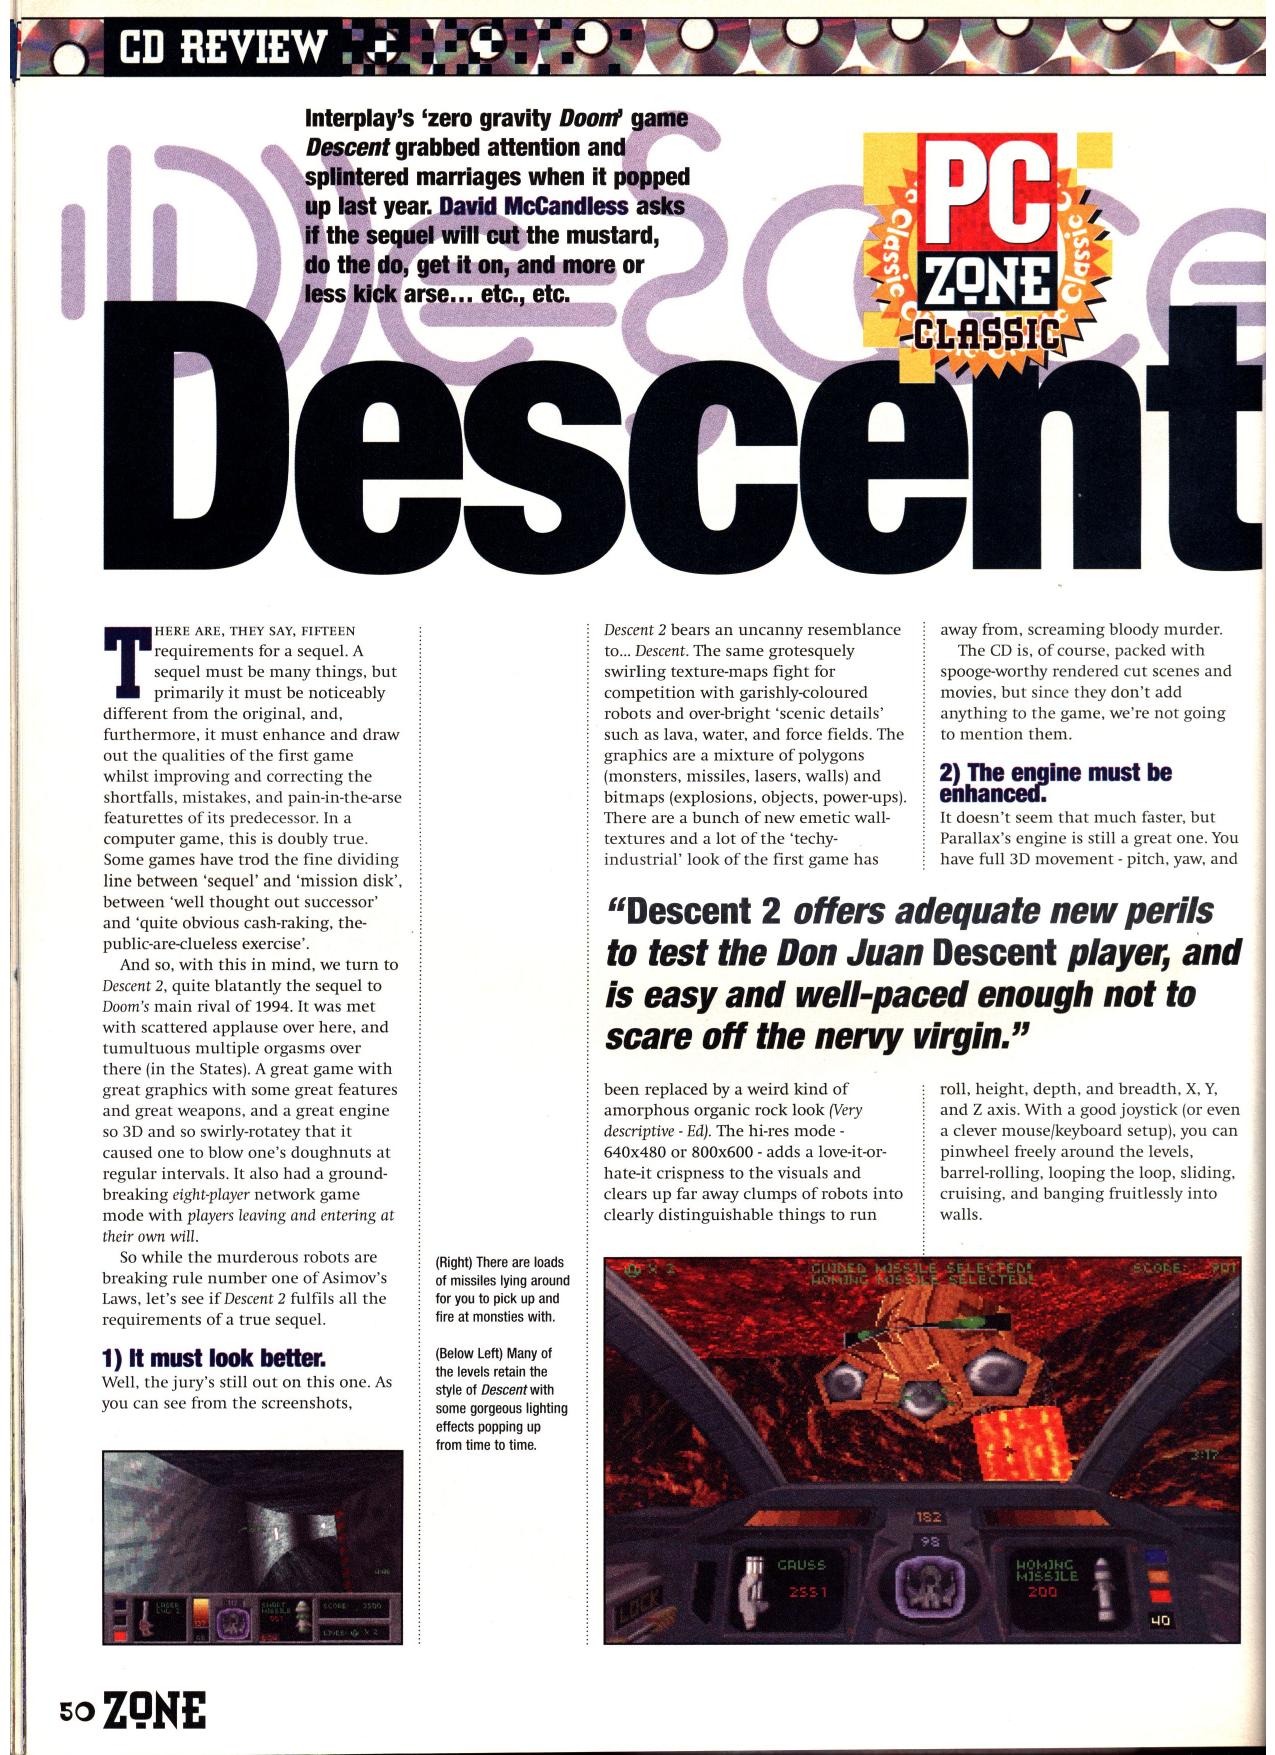 CD REVIEW
Interplay's 'zero gravity Doom' game
Descent grabbed attention and
splintered marriages when it popped
up last year. David McCandless asks
if the sequel will cut the mustard,
do the do, get it on, and more or
less kick arse... etc., etc.
PC
ZONE
CLASSIC
Classic
Classic
Descent
THERE ARE, THEY SAY, FIFTEEN
requirements for a sequel. A
sequel must be many things, but
primarily it must be noticeably
different from the original, and,
furthermore, it must enhance and draw
out the qualities of the first game
whilst improving and correcting the
shortfalls, mistakes, and pain-in-the-arse
featurettes of its predecessor. In a
computer game, this is doubly true.
Some games have trod the fine dividing
line between 'sequel' and 'mission disk',
between 'well thought out successor'
and 'quite obvious cash-raking, the-
public-are-clueless exercise'.
And so, with this in mind, we turn to
Descent 2, quite blatantly the sequel to
Doom's main rival of 1994. It was met
with scattered applause over here, and
tumultuous multiple orgasms over
there (in the States). A great game with
great graphics with some great features
and great weapons, and a great engine
so 3D and so swirly-rotatey that it
caused one to blow one's doughnuts at
regular intervals. It also had a ground-
breaking eight-player network game
mode with players leaving and entering at
their own will.
So while the murderous robots are
breaking rule number one of Asimov's
Laws, let's see if Descent 2 fulfils all the
requirements of a true sequel.
1) It must look better.
Well, the jury's still out on this one. As
you can see from the screenshots,
(Right) There are loads
of missiles lying around
for you to pick up and
fire at monsties with.
(Below Left) Many of
the levels retain the
style of Descent with
some gorgeous lighting
effects popping up
from time to time.
Descent 2 bears an uncanny resemblance
to... Descent. The same grotesquely
swirling texture-maps fight for
competition with garishly-coloured
robots and over-bright 'scenic details'
such as lava, water, and force fields. The
graphics are a mixture of polygons
(monsters, missiles, lasers, walls) and
bitmaps (explosions, objects, power-ups).
There are a bunch of new emetic wall-
textures and a lot of the 'techy-
industrial' look of the first game has
been replaced by a weird kind of
amorphous organic rock look (Very
descriptive - Ed). The hi-res mode -
640x480 or 800x600 - adds a love-it-or-
hate-it crispness to the visuals and
clears up far away clumps of robots into
clearly distinguishable things to run
away from, screaming bloody murder.
The CD is, of course, packed with
spooge-worthy rendered cut scenes and
movies, but since they don't add
anything to the game, we're not going
to mention them.
2) The engine must be
enhanced.
It doesn't seem that much faster, but
Parallax's engine is still a great one. You
have full 3D movement - pitch, yaw, and
roll, height, depth, and breadth, X, Y,
and Z axis. With a good joystick (or even
a clever mouse/keyboard setup), you can
pinwheel freely around the levels,
barrel-rolling, looping the loop, sliding,
cruising, and banging fruitlessly into
walls.
"Descent 2 offers adequate new perils
to test the Don Juan Descent player, and
is easy and well-paced enough not to
scare off the nervy virgin."
X 2
GUIDED MISSILE SELECTED!
HOMING MISSILE SELECTED!
SCORE: 901
3:17
182
98
GAUSS
2551
HOMING
MISSILE
200
LOCK
40
LASER
SCORE: 3500
LIVES: X 2
50 ZONE